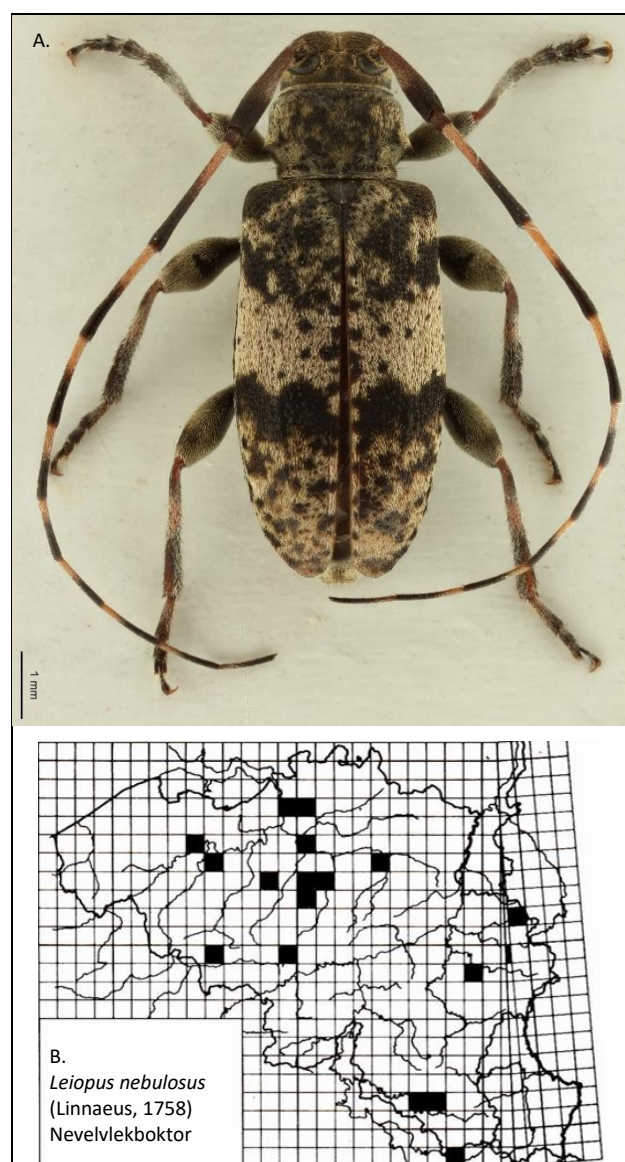 A.
1 mm
B.
Leiopus nebulosus
(Linnaeus, 1758)
Nevelvlekboktor